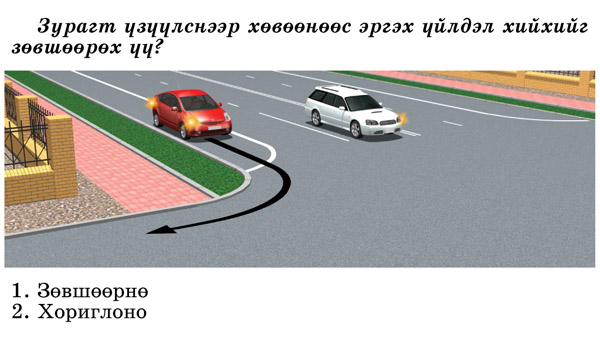 Зурагт үзүүлснээр хөвөөнөөс эргэх үйлдэл хийхийг
зөвшөөрөх үү?
1. Зөвшөөрнө
2. Хориглоно